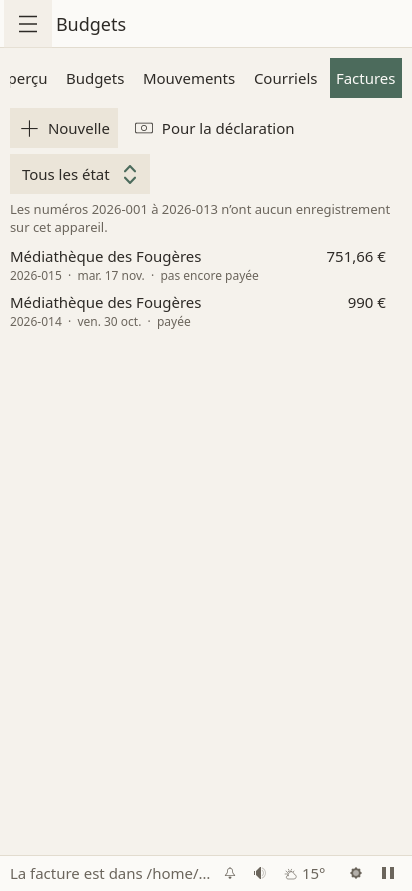 Budgets
perçu Budgets Mouvements Courriels Factures
Nouvelle Pour la déclaration
Tous les état
Les numéros 2026-001 à 2026-013 n’ont aucun enregistrement
sur cet appareil.
Médiathèque des Fougères 751,66 €
2026-015 · mar. 17 nov. · pas encore payée
Médiathèque des Fougères 990 €
2026-014 · ven. 30 oct. · payée
La facture est dans /home/... 15°